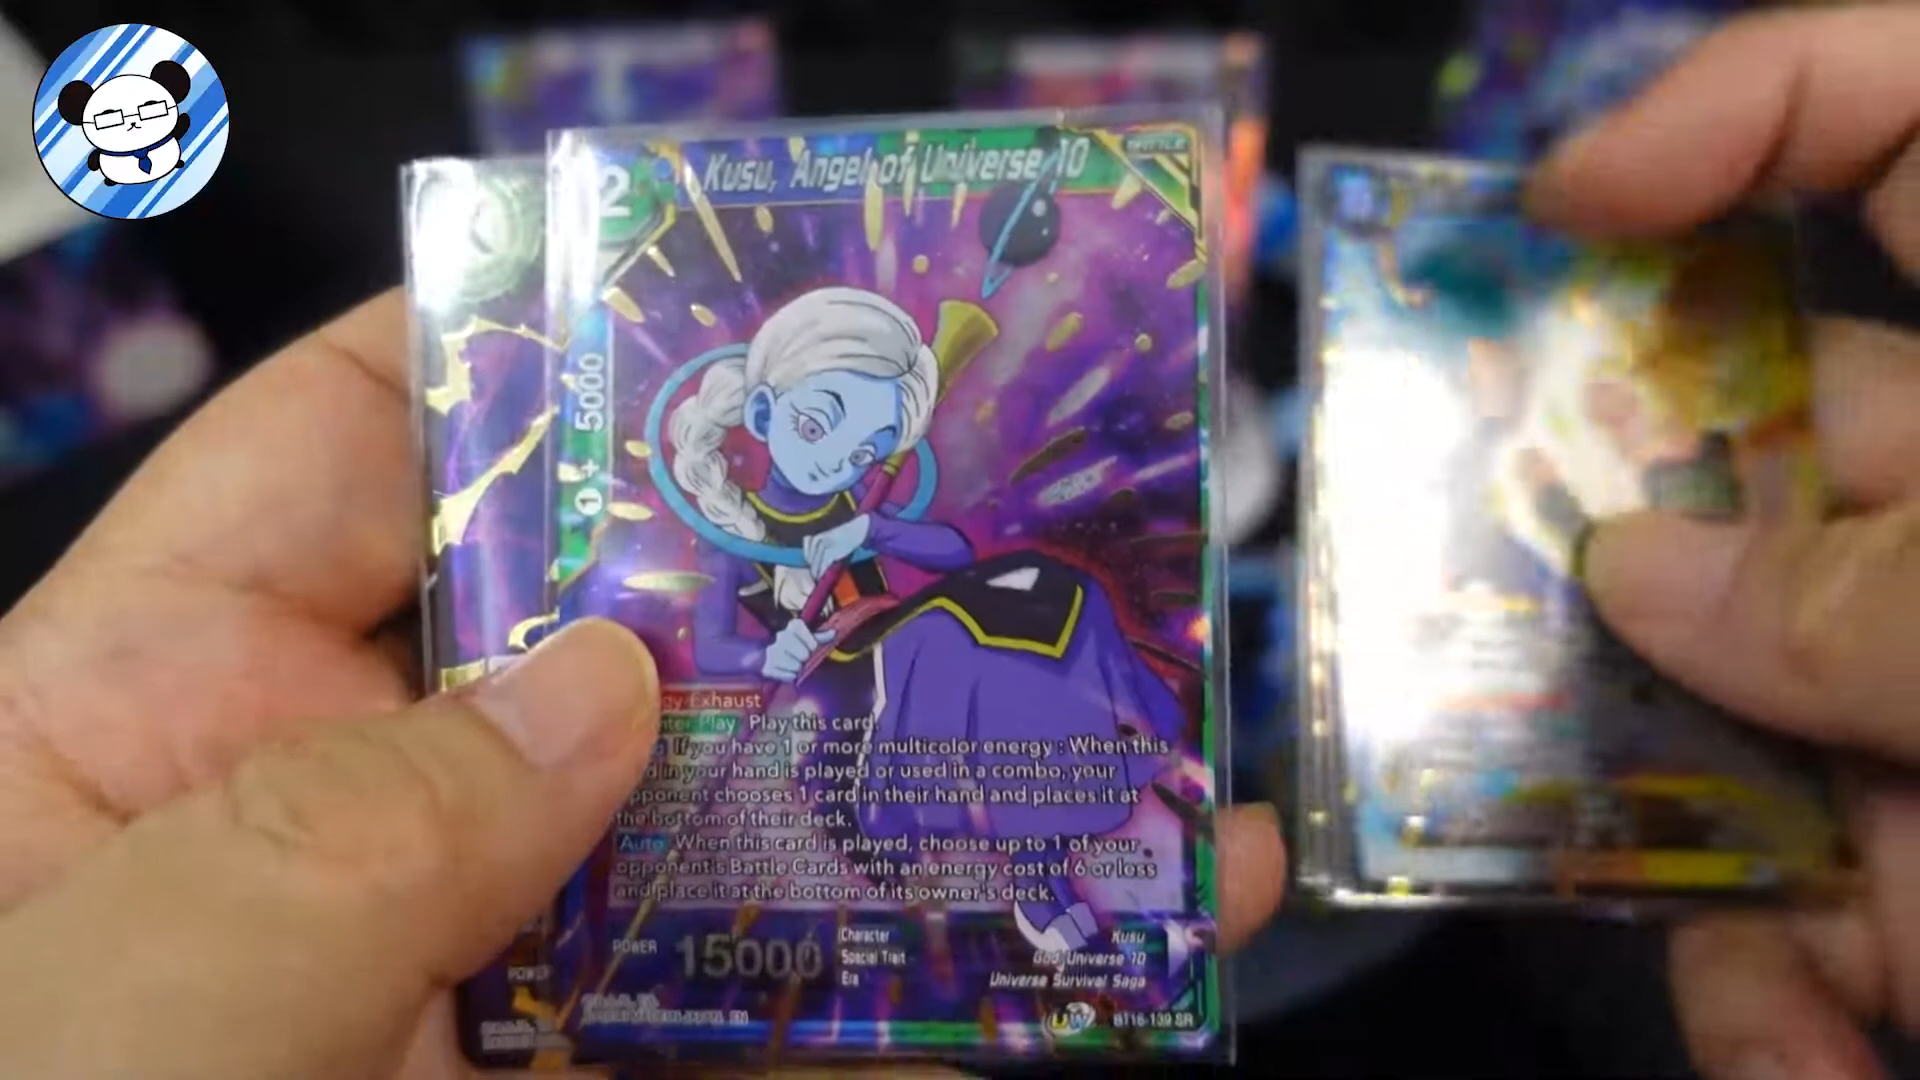 Kusu, Angel of Universe 10
BATTLE
2
1 + 5000
Exhaust
Play Play this card.
If you have 1 or more multicolor energy : When this
in your hand is played or used in a combo, your
opponent chooses 1 card in their hand and places it at
the bottom of their deck.
Auto When this card is played, choose up to 1 of your
opponent's Battle Cards with an energy cost of 6 or less
and place it at the bottom of its owner's deck.
POWER 15000
Character Kusu
Special Trait God, Universe 10
Era Universe Survival Saga
BT16-139 SR
POWER